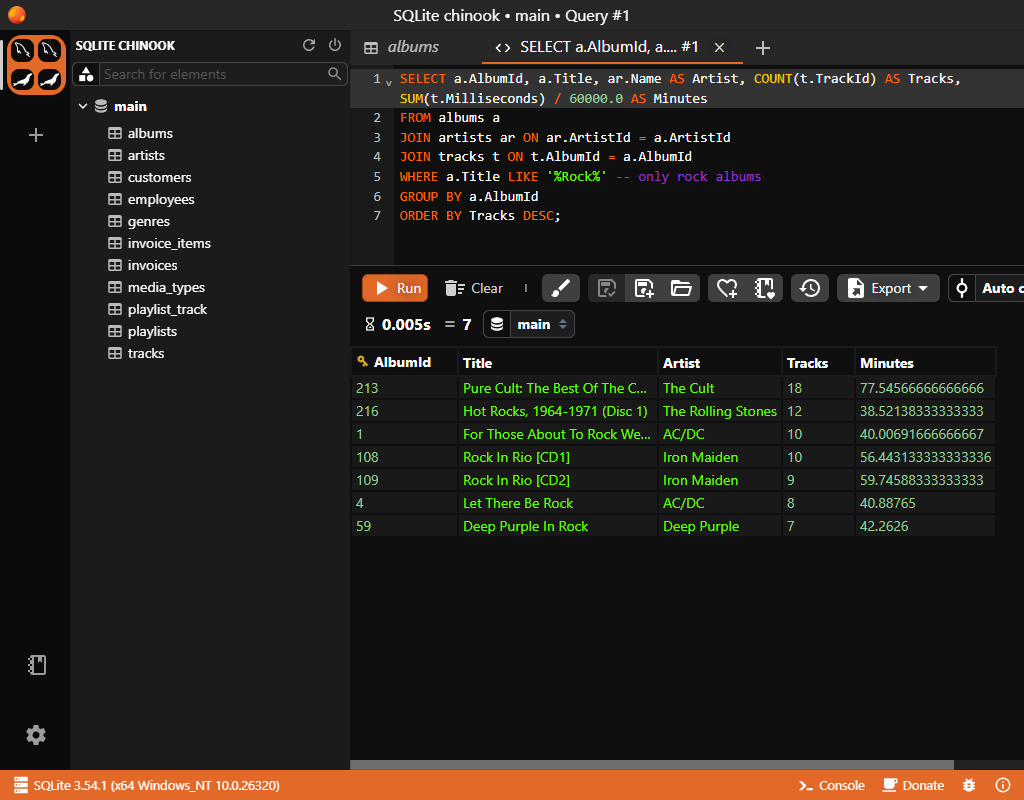 SQLite chinook • main • Query #1
SQLITE CHINOOK
Search for elements
main
albums
artists
customers
employees
genres
invoice_items
invoices
media_types
playlist_track
playlists
tracks
albums
SELECT a.AlbumId, a.... #1
1 SELECT a.AlbumId, a.Title, ar.Name AS Artist, COUNT(t.TrackId) AS Tracks,
SUM(t.Milliseconds) / 60000.0 AS Minutes
2 FROM albums a
3 JOIN artists ar ON ar.ArtistId = a.ArtistId
4 JOIN tracks t ON t.AlbumId = a.AlbumId
5 WHERE a.Title LIKE '%Rock%' -- only rock albums
6 GROUP BY a.AlbumId
7 ORDER BY Tracks DESC;
Run Clear Export Auto c
0.005s = 7 main
AlbumId Title Artist Tracks Minutes
213 Pure Cult: The Best Of The C... The Cult 18 77.54566666666666
216 Hot Rocks, 1964-1971 (Disc 1) The Rolling Stones 12 38.52138333333333
1 For Those About To Rock We... AC/DC 10 40.00691666666667
108 Rock In Rio [CD1] Iron Maiden 10 56.443133333333336
109 Rock In Rio [CD2] Iron Maiden 9 59.74588333333333
4 Let There Be Rock AC/DC 8 40.88765
59 Deep Purple In Rock Deep Purple 7 42.2626
SQLite 3.54.1 (x64 Windows_NT 10.0.26320) Console Donate